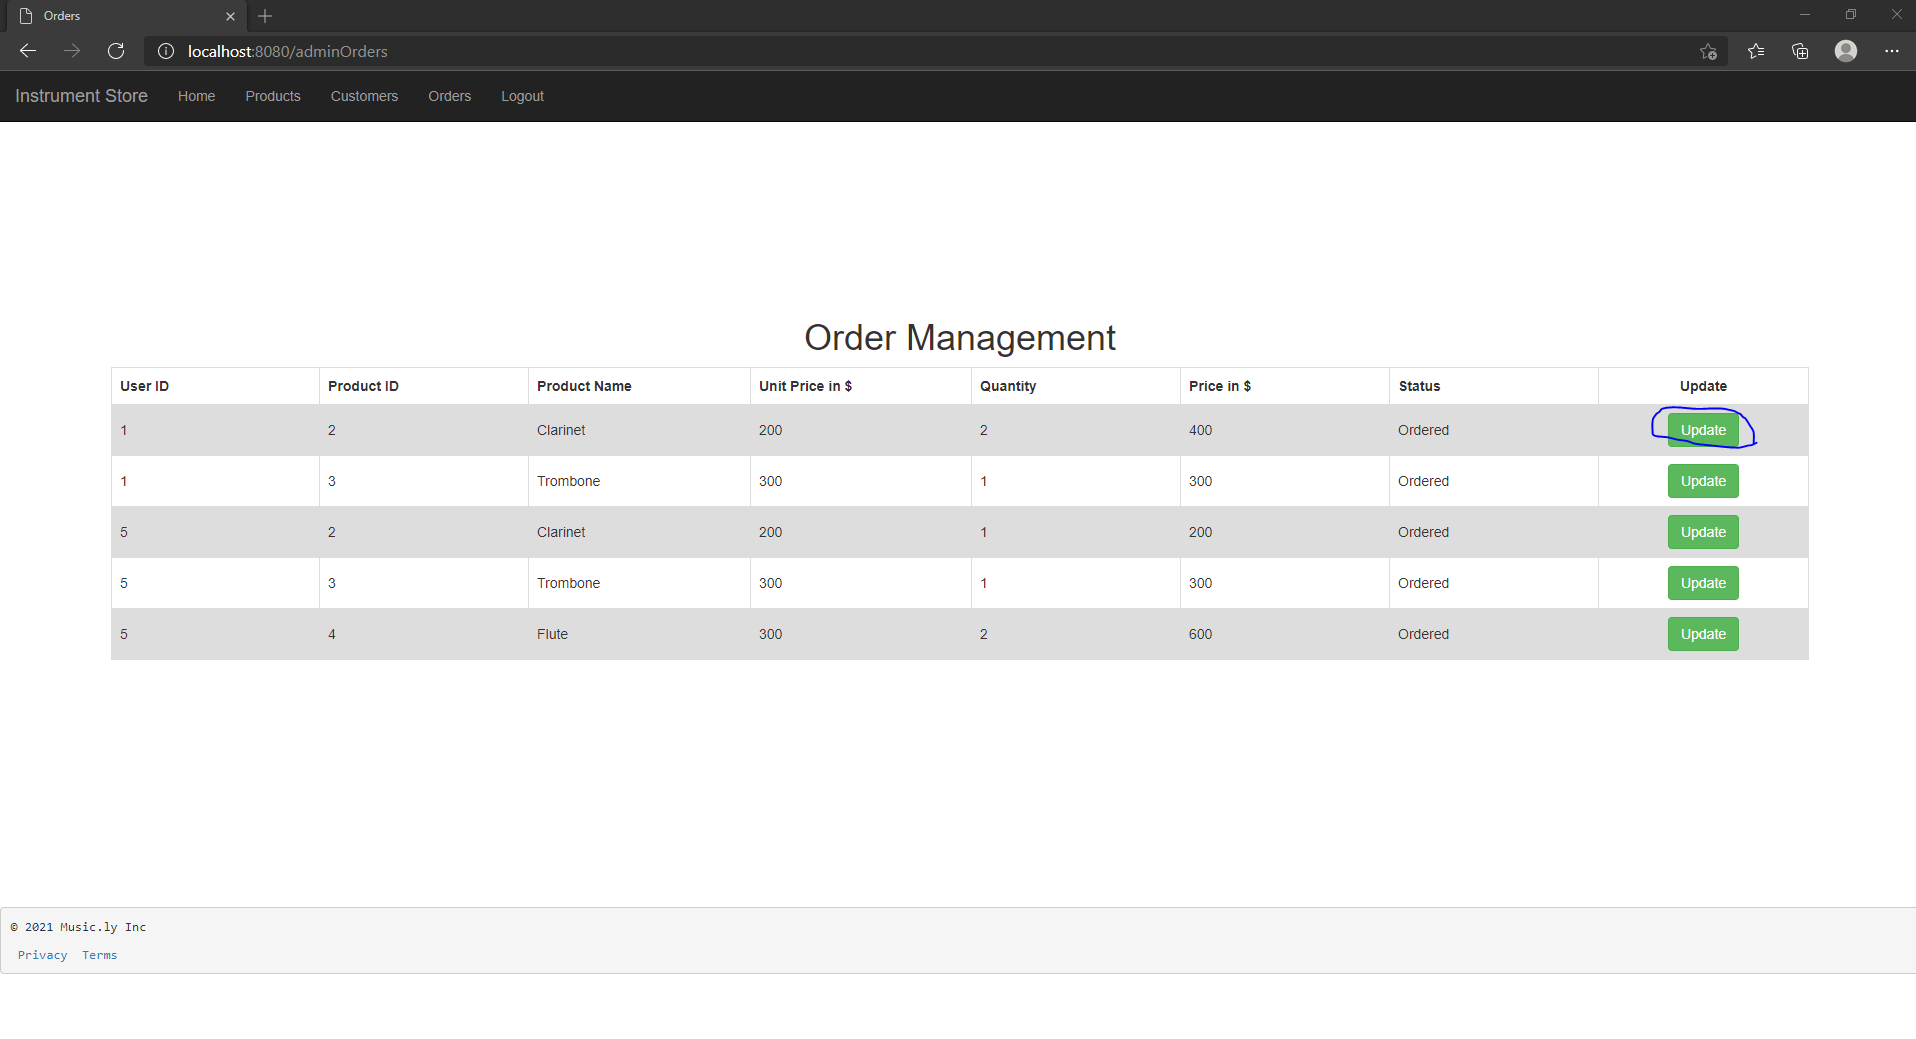 Orders
localhost:8080/adminOrders
Instrument Store Home Products Customers Orders Logout
Order Management
User ID Product ID Product Name Unit Price in $ Quantity Price in $ Status Update
1 2 Clarinet 200 2 400 Ordered Update
1 3 Trombone 300 1 300 Ordered Update
5 2 Clarinet 200 1 200 Ordered Update
5 3 Trombone 300 1 300 Ordered Update
5 4 Flute 300 2 600 Ordered Update
© 2021 Music.ly Inc
Privacy Terms